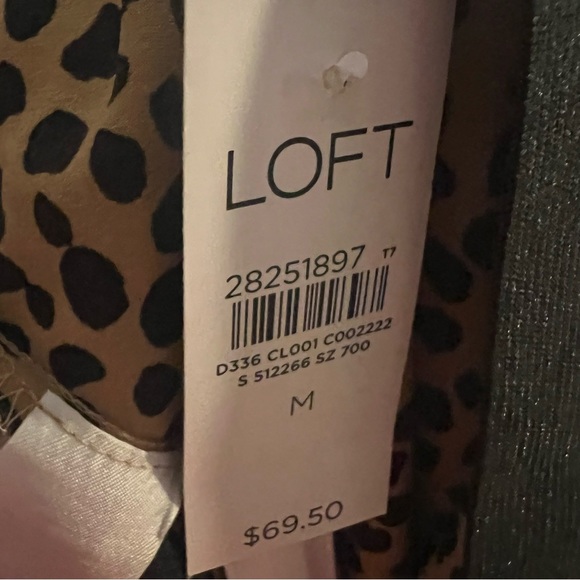 LOFT
28251897 T7
D336 CL001 C002222
S 512266 SZ 700
M
$69.50